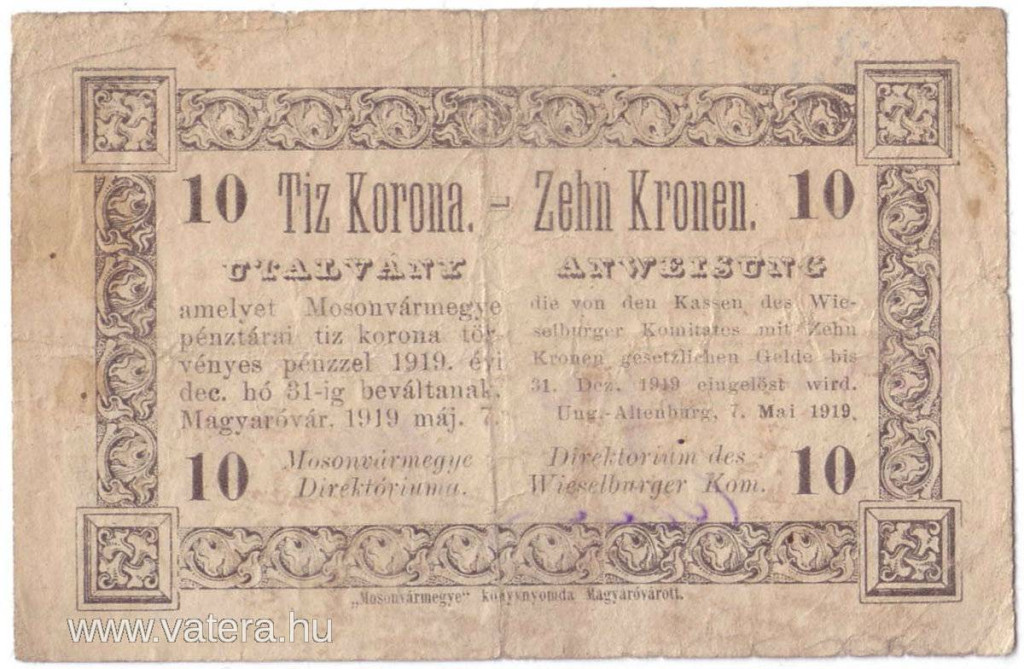 10 Tiz Korona. - Zehn Kronen. 10
UTALVÁNY
amelyet Mosonvármegye
pénztárai tiz korona tör-
vényes pénzzel 1919. évi
dec. hó 31-ig beváltanak.
Magyaróvár, 1919 máj. 7.
10 Mosonvármegye
Direktóriuma.
ANWEISUNG
die von den Kassen des Wie-
selburger Komitates mit Zehn
Kronen gesetzlichen Gelde bis
31. Dez. 1919 eingelöst wird.
Ung.-Altenburg, 7. Mai 1919.
Direktorium des
Wieselburger Kom. 10
„Mosonvármegye“ könyvnyomda Magyaróvárott.
www.vatera.hu